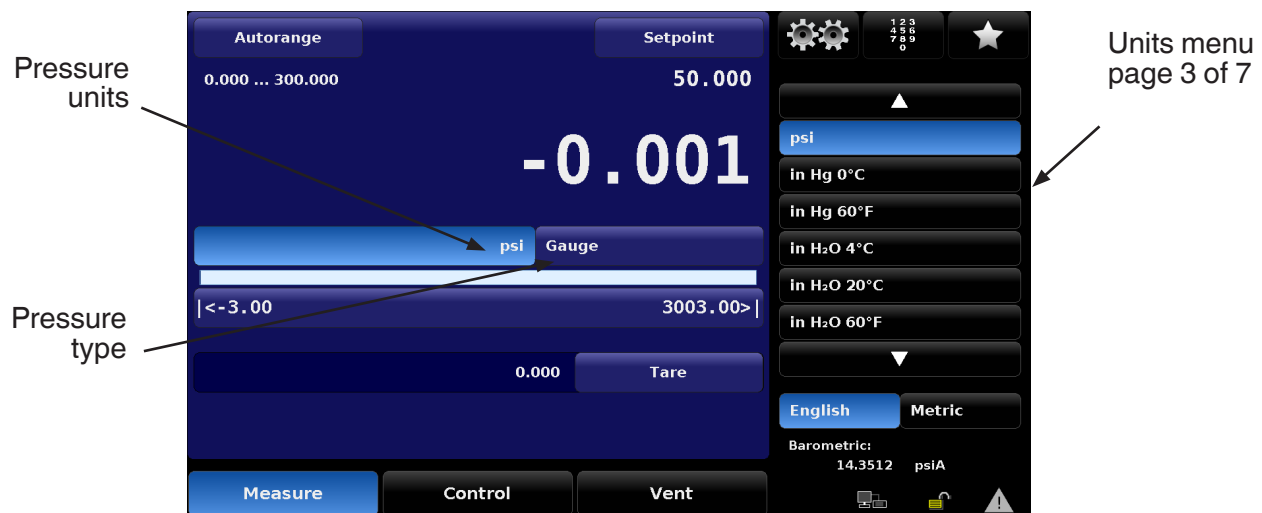 Pressure
units
Pressure
type
Autorange
Setpoint
0.000 ... 300.000
50.000
-0.001
psi
Gauge
|<-3.00
3003.00>|
0.000
Tare
Measure
Control
Vent
1 2 3
4 5 6
7 8 9
0
psi
in Hg 0°C
in Hg 60°F
in H₂O 4°C
in H₂O 20°C
in H₂O 60°F
English
Metric
Barometric:
14.3512 psiA
Units menu
page 3 of 7